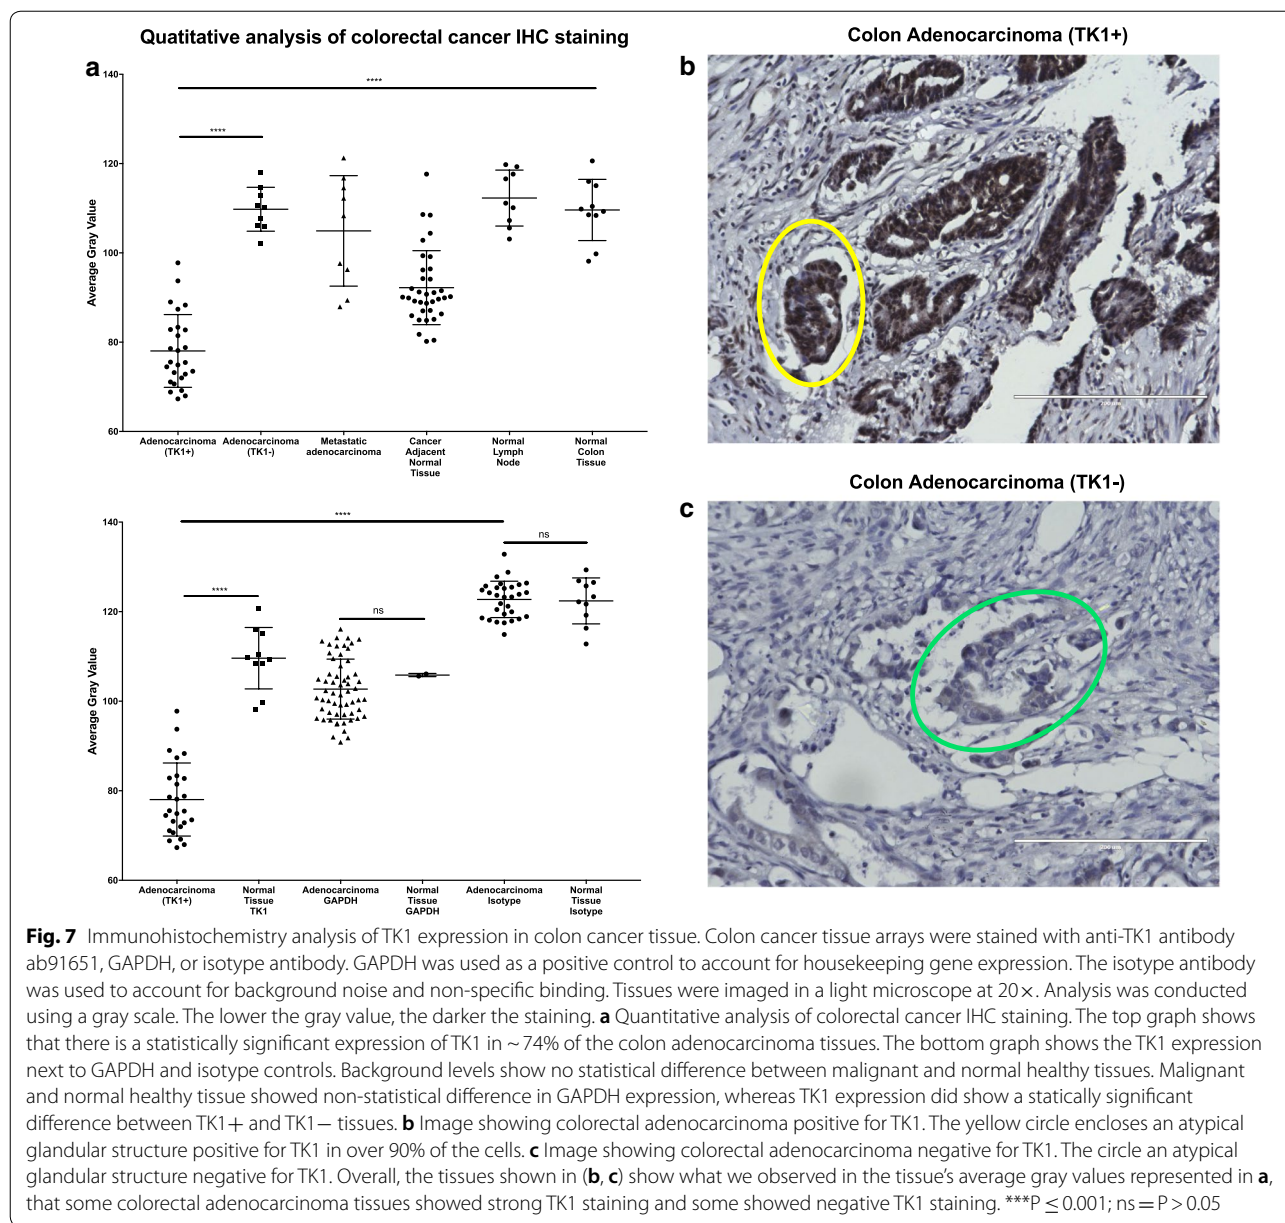 Quatitative analysis of colorectal cancer IHC staining
a
140
120
100
80
60
Average Gray Value
****
****
Adenocarcinoma
(TK1+)
Adenocarcinoma
(TK1-)
Metastatic
adenocarcinoma
Cancer
Adjacent
Normal
Tissue
Normal
Lymph
Node
Normal
Colon
Tissue
140
120
100
80
60
Average Gray Value
****
****
ns
ns
Adenocarcinoma
(TK1+)
Normal
Tissue
TK1
Adenocarcinoma
GAPDH
Normal
Tissue
GAPDH
Adenocarcinoma
Isotype
Normal
Tissue
Isotype
Colon Adenocarcinoma (TK1+)
b
Colon Adenocarcinoma (TK1-)
c
Fig. 7 Immunohistochemistry analysis of TK1 expression in colon cancer tissue. Colon cancer tissue arrays were stained with anti-TK1 antibody
ab91651, GAPDH, or isotype antibody. GAPDH was used as a positive control to account for housekeeping gene expression. The isotype antibody
was used to account for background noise and non-specific binding. Tissues were imaged in a light microscope at 20×. Analysis was conducted
using a gray scale. The lower the gray value, the darker the staining. a Quantitative analysis of colorectal cancer IHC staining. The top graph shows
that there is a statistically significant expression of TK1 in ~74% of the colon adenocarcinoma tissues. The bottom graph shows the TK1 expression
next to GAPDH and isotype controls. Background levels show no statistical difference between malignant and normal healthy tissues. Malignant
and normal healthy tissue showed non-statistical difference in GAPDH expression, whereas TK1 expression did show a statically significant
difference between TK1+ and TK1− tissues. b Image showing colorectal adenocarcinoma positive for TK1. The yellow circle encloses an atypical
glandular structure positive for TK1 in over 90% of the cells. c Image showing colorectal adenocarcinoma negative for TK1. The circle an atypical
glandular structure negative for TK1. Overall, the tissues shown in (b, c) show what we observed in the tissue's average gray values represented in a,
that some colorectal adenocarcinoma tissues showed strong TK1 staining and some showed negative TK1 staining. ***P ≤ 0.001; ns = P > 0.05